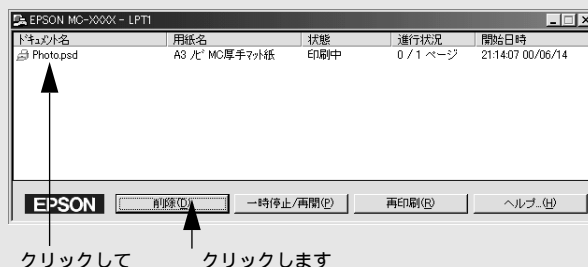 EPSON MC-XXXX - LPT1
ドキュメント名 用紙名 状態 進行状況 開始日時
Photo.psd A3 ノビ MC厚手マット紙 印刷中 0 / 1 ページ 21:14:07 00/06/14
EPSON 削除(D) 一時停止/再開(P) 再印刷(R) ヘルプ...(H)
クリックして クリックします